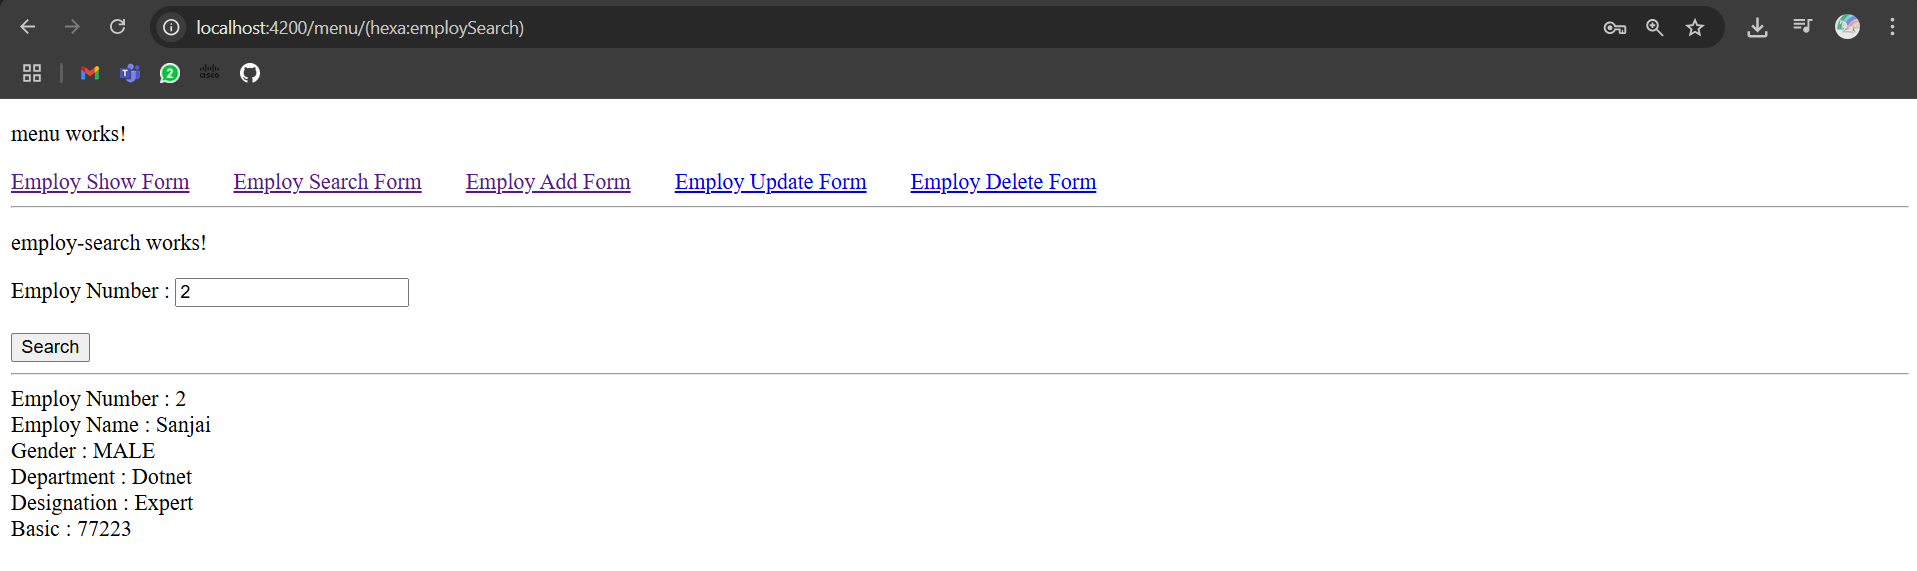 localhost:4200/menu/(hexa:employSearch)
2
cisco
menu works!
Employ Show Form Employ Search Form Employ Add Form Employ Update Form Employ Delete Form
employ-search works!
Employ Number : 2
Search
Employ Number : 2
Employ Name : Sanjai
Gender : MALE
Department : Dotnet
Designation : Expert
Basic : 77223